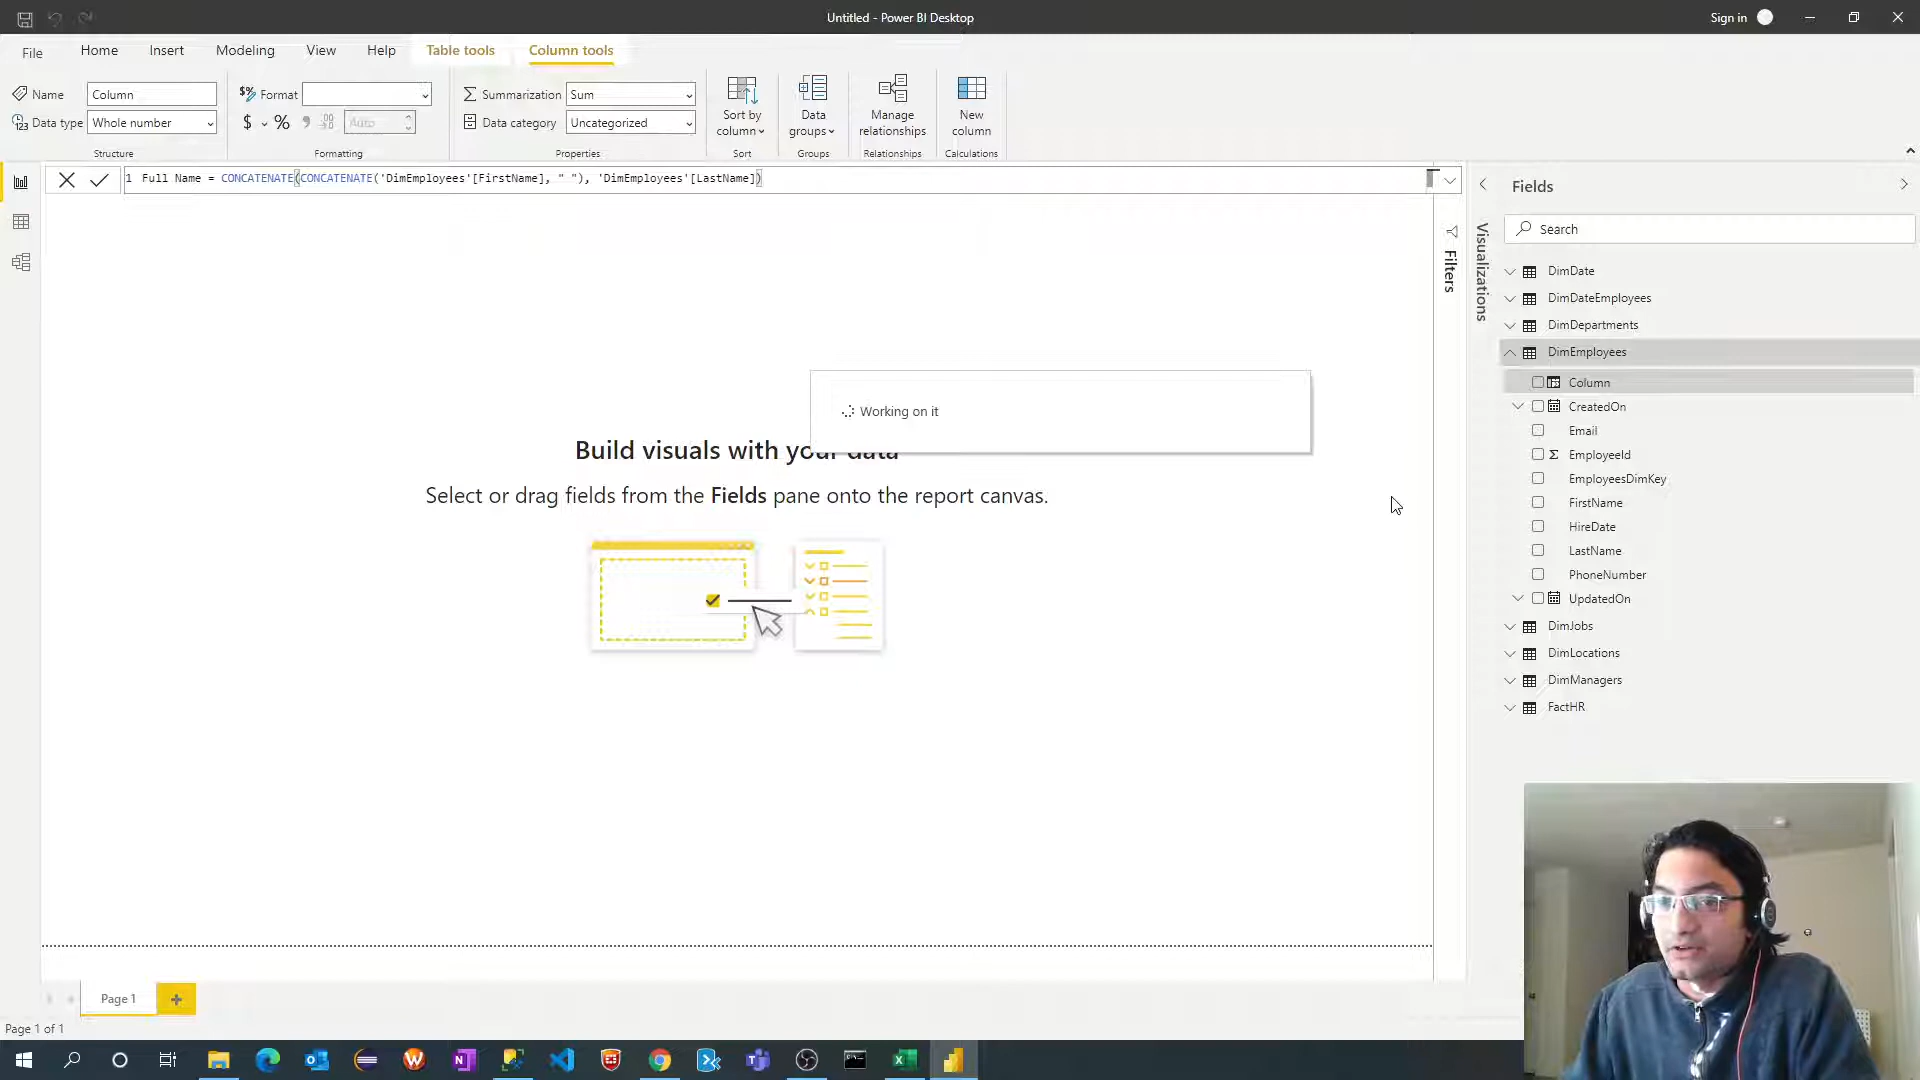 Untitled - Power BI Desktop
Sign in
File
Home
Insert
Modeling
View
Help
Table tools
Column tools
Name
Column
Format
Summarization
Sum
Data type
Whole number
$
%
Auto
Data category
Uncategorized
Sort by
column
Data
groups
Manage
relationships
New
column
Structure
Formatting
Properties
Sort
Groups
Relationships
Calculations
1 Full Name = CONCATENATE(CONCATENATE('DimEmployees'[FirstName], " "), 'DimEmployees'[LastName])
Filters
Visualizations
Fields
Search
DimDate
DimDateEmployees
DimDepartments
DimEmployees
Column
CreatedOn
Email
EmployeeId
EmployeesDimKey
FirstName
HireDate
LastName
PhoneNumber
UpdatedOn
DimJobs
DimLocations
DimManagers
FactHR
Working on it
Build visuals with your data
Select or drag fields from the Fields pane onto the report canvas.
Page 1
Page 1 of 1